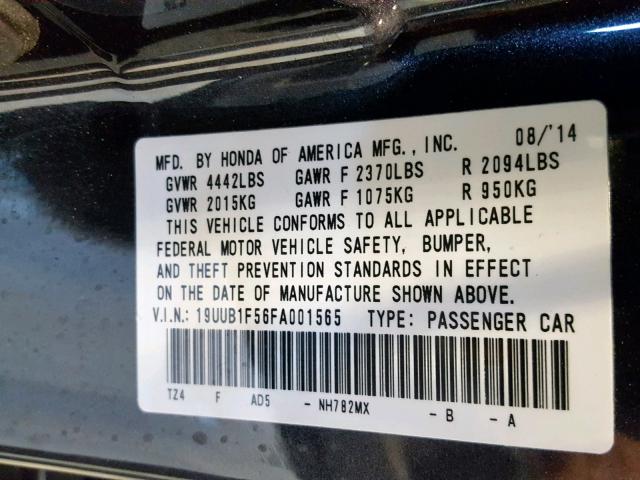 MFD. BY HONDA OF AMERICA MFG., INC. 08/'14
GVWR 4442LBS GAWR F 2370LBS R 2094LBS
GVWR 2015KG GAWR F 1075KG R 950KG
THIS VEHICLE CONFORMS TO ALL APPLICABLE
FEDERAL MOTOR VEHICLE SAFETY, BUMPER,
AND THEFT PREVENTION STANDARDS IN EFFECT
ON THE DATE OF MANUFACTURE SHOWN ABOVE.
V.I.N.: 19UUB1F56FA001565 TYPE: PASSENGER CAR
TZ4 F AD5 - NH782MX - B - A